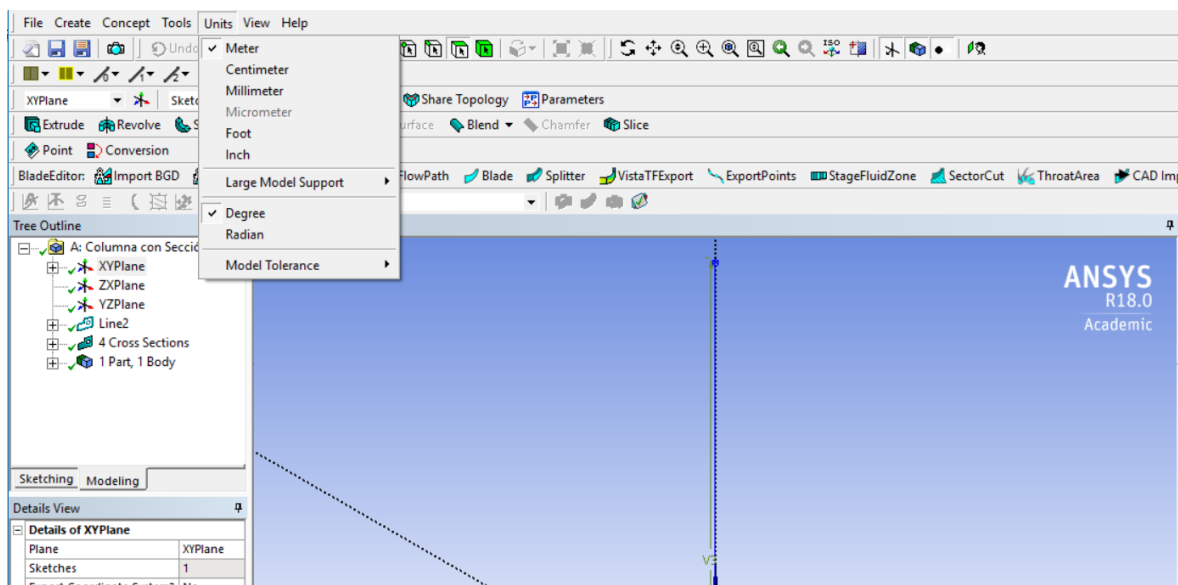 File Create Concept Tools Units View Help
Undo
Meter
Centimeter
Millimeter
Micrometer
Foot
Inch
Large Model Support
Degree
Radian
Model Tolerance
ISO
XYPlane
Share Topology Parameters
Extrude Revolve Blend Chamfer Slice
Point Conversion
BladeEditor: Import BGD FlowPath Blade Splitter VistaTFExport ExportPoints StageFluidZone SectorCut ThroatArea CAD Imp
Tree Outline
A: Columna con Secció
XYPlane
ZXPlane
YZPlane
Line2
4 Cross Sections
1 Part, 1 Body
Sketching Modeling
Details View
Details of XYPlane
Plane XYPlane
Sketches 1
ANSYS
R18.0
Academic